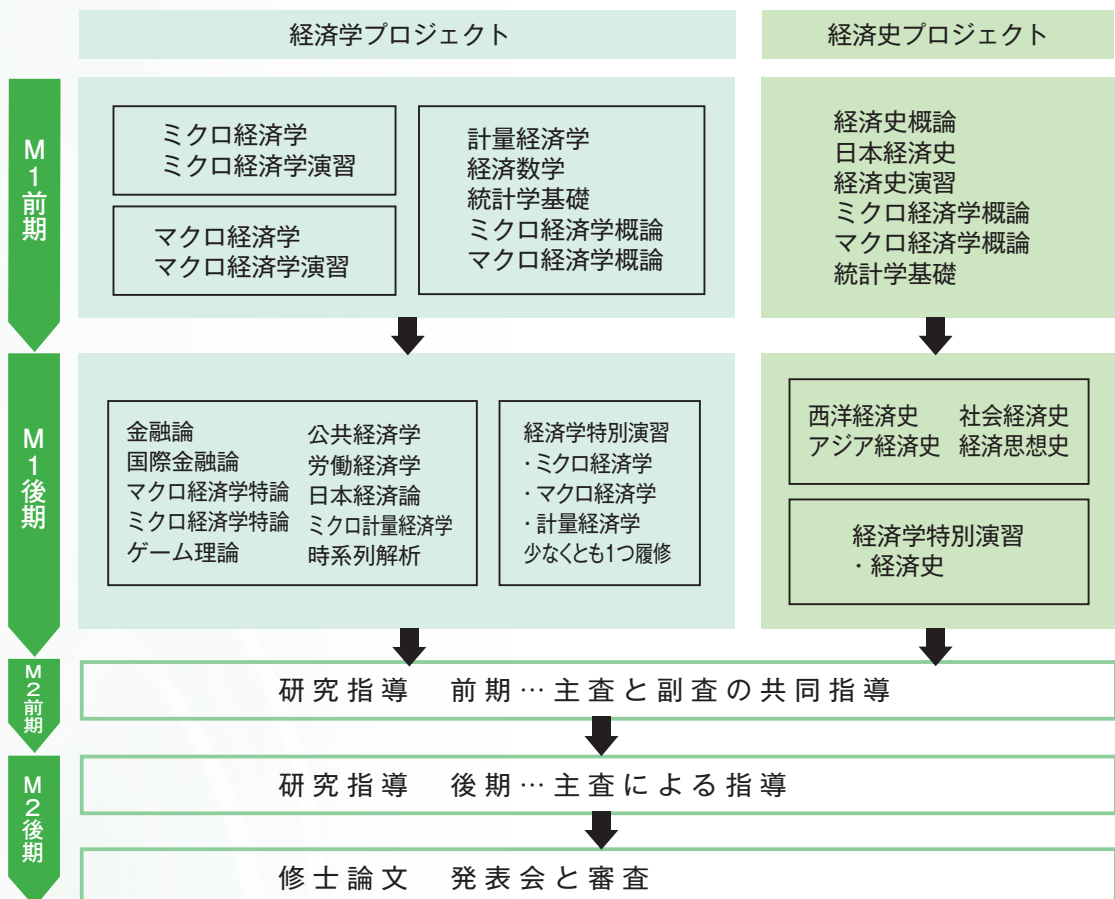 経済学プロジェクト
経済史プロジェクト
M1前期
ミクロ経済学
ミクロ経済学演習
マクロ経済学
マクロ経済学演習
計量経済学
経済数学
統計学基礎
ミクロ経済学概論
マクロ経済学概論
経済史概論
日本経済史
経済史演習
ミクロ経済学概論
マクロ経済学概論
統計学基礎
M1後期
金融論
国際金融論
マクロ経済学特論
ミクロ経済学特論
ゲーム理論
公共経済学
労働経済学
日本経済論
ミクロ計量経済学
時系列解析
経済学特別演習
・ミクロ経済学
・マクロ経済学
・計量経済学
少なくとも1つ履修
西洋経済史 社会経済史
アジア経済史 経済思想史
経済学特別演習
・経済史
M2前期
研究指導 前期…主査と副査の共同指導
M2後期
研究指導 後期…主査による指導
修士論文 発表会と審査